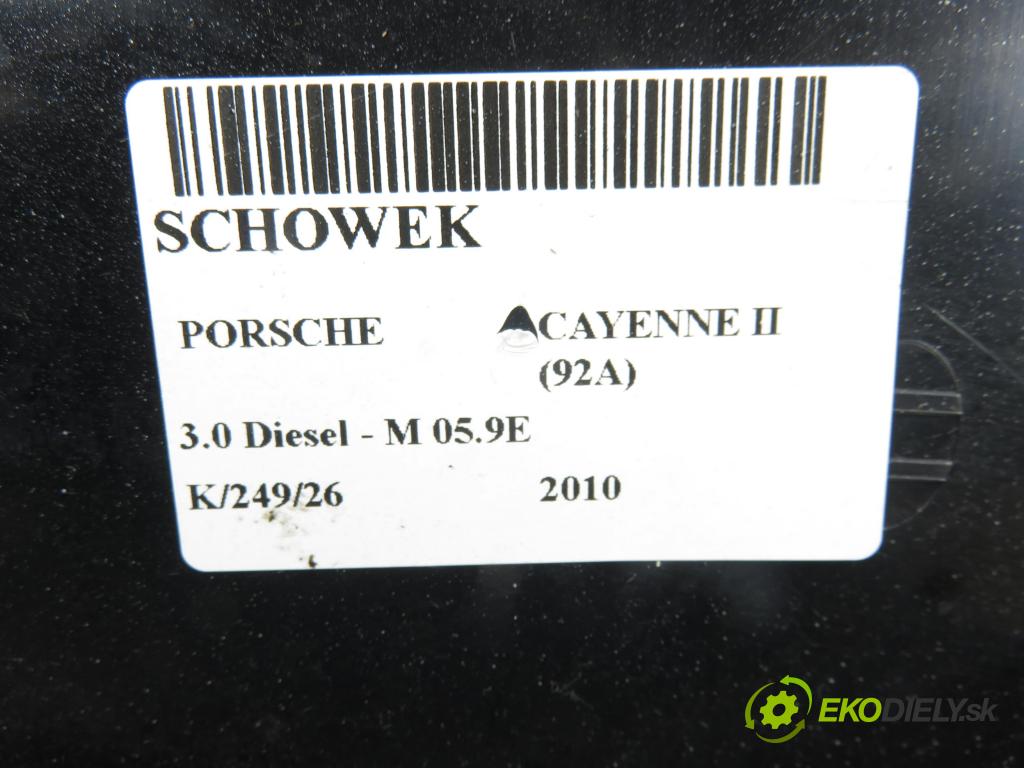 SCHOWEK
PORSCHE CAYENNE II
(92A)
3.0 Diesel - M 05.9E
K/249/26 2010
EKODIELY.sk